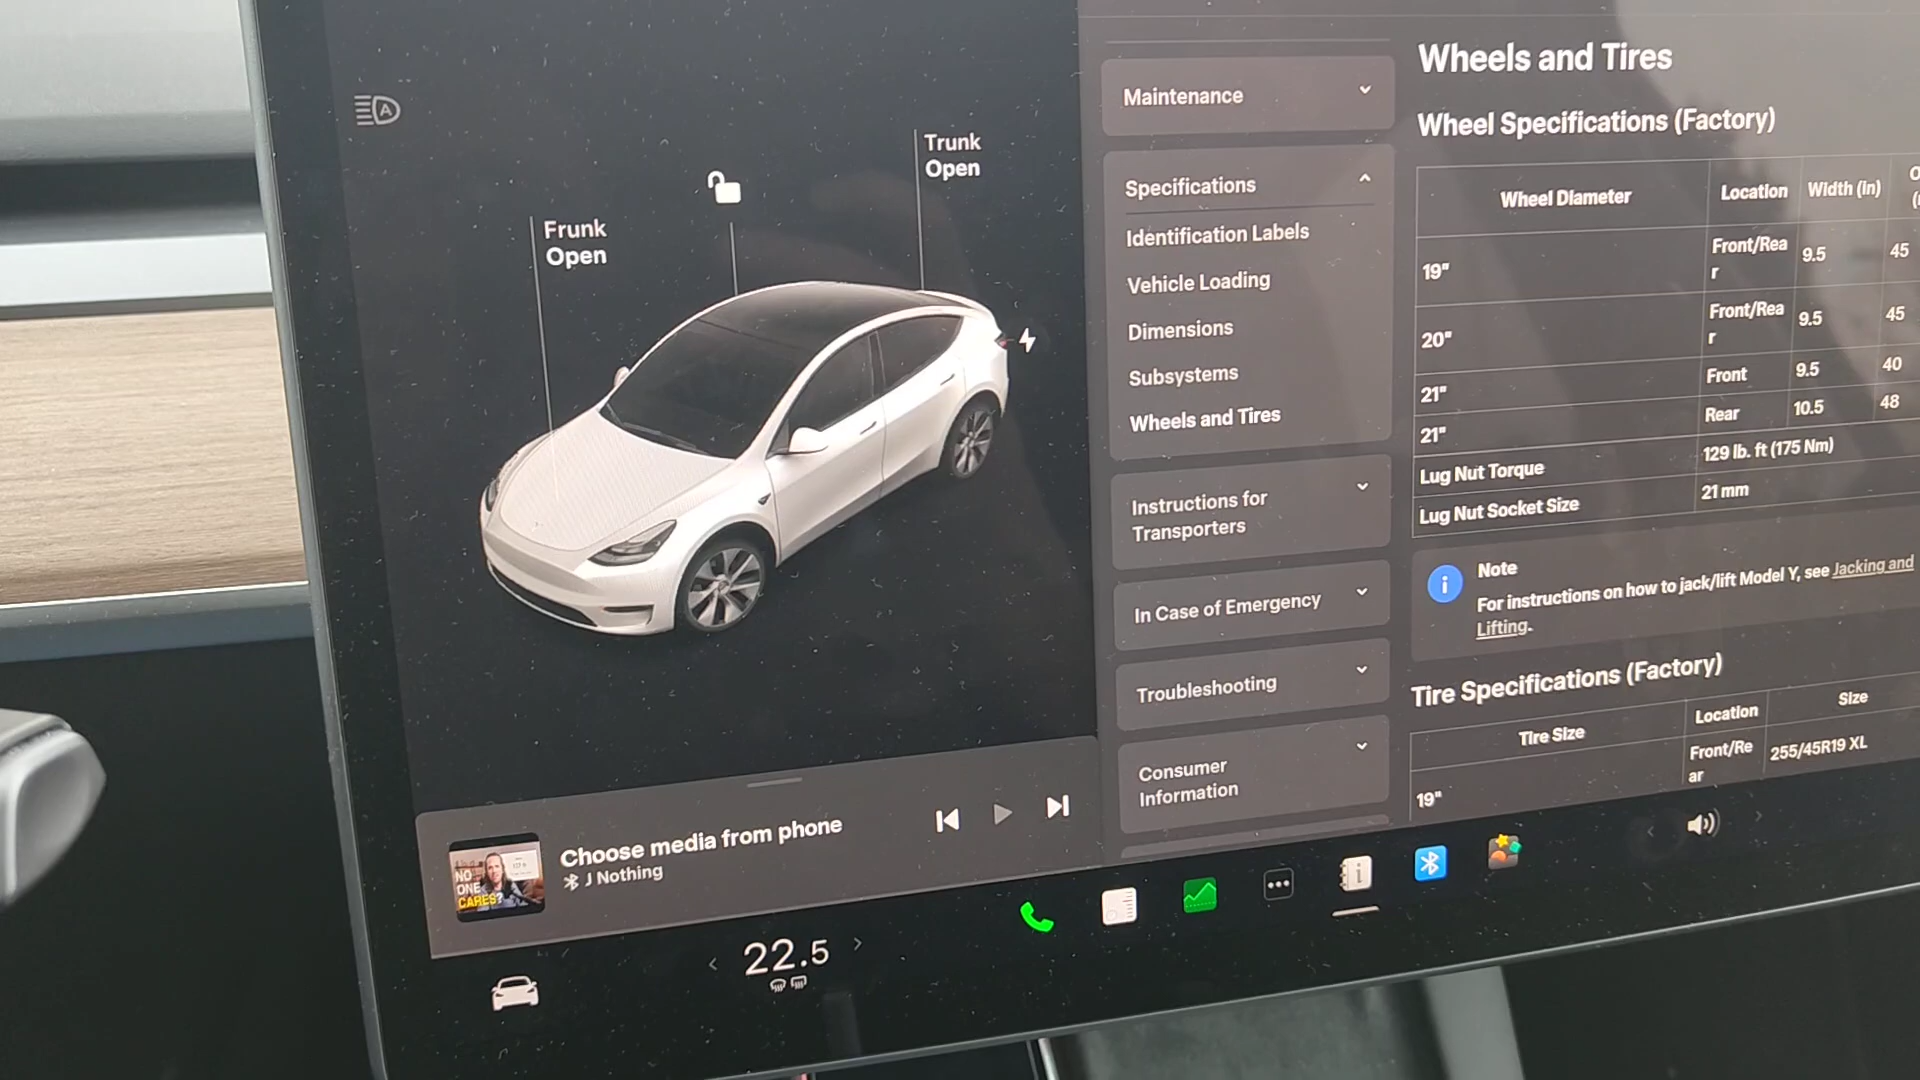 Frunk
Open
Trunk
Open
Choose media from phone
J Nothing
NO
ONE
CARES?
22.5
Maintenance
Specifications
Identification Labels
Vehicle Loading
Dimensions
Subsystems
Wheels and Tires
Instructions for
Transporters
In Case of Emergency
Troubleshooting
Consumer
Information
Wheels and Tires
Wheel Specifications (Factory)
Wheel Diameter Location Width (in)
19" Front/Rea
r 9.5 45
20" Front/Rea
r 9.5 45
21" Front 9.5 40
21" Rear 10.5 48
Lug Nut Torque 129 lb. ft (175 Nm)
Lug Nut Socket Size 21 mm
Note
For instructions on how to jack/lift Model Y, see Jacking and
Lifting.
Tire Specifications (Factory)
Tire Size Location Size
19" Front/Re
ar 255/45R19 XL